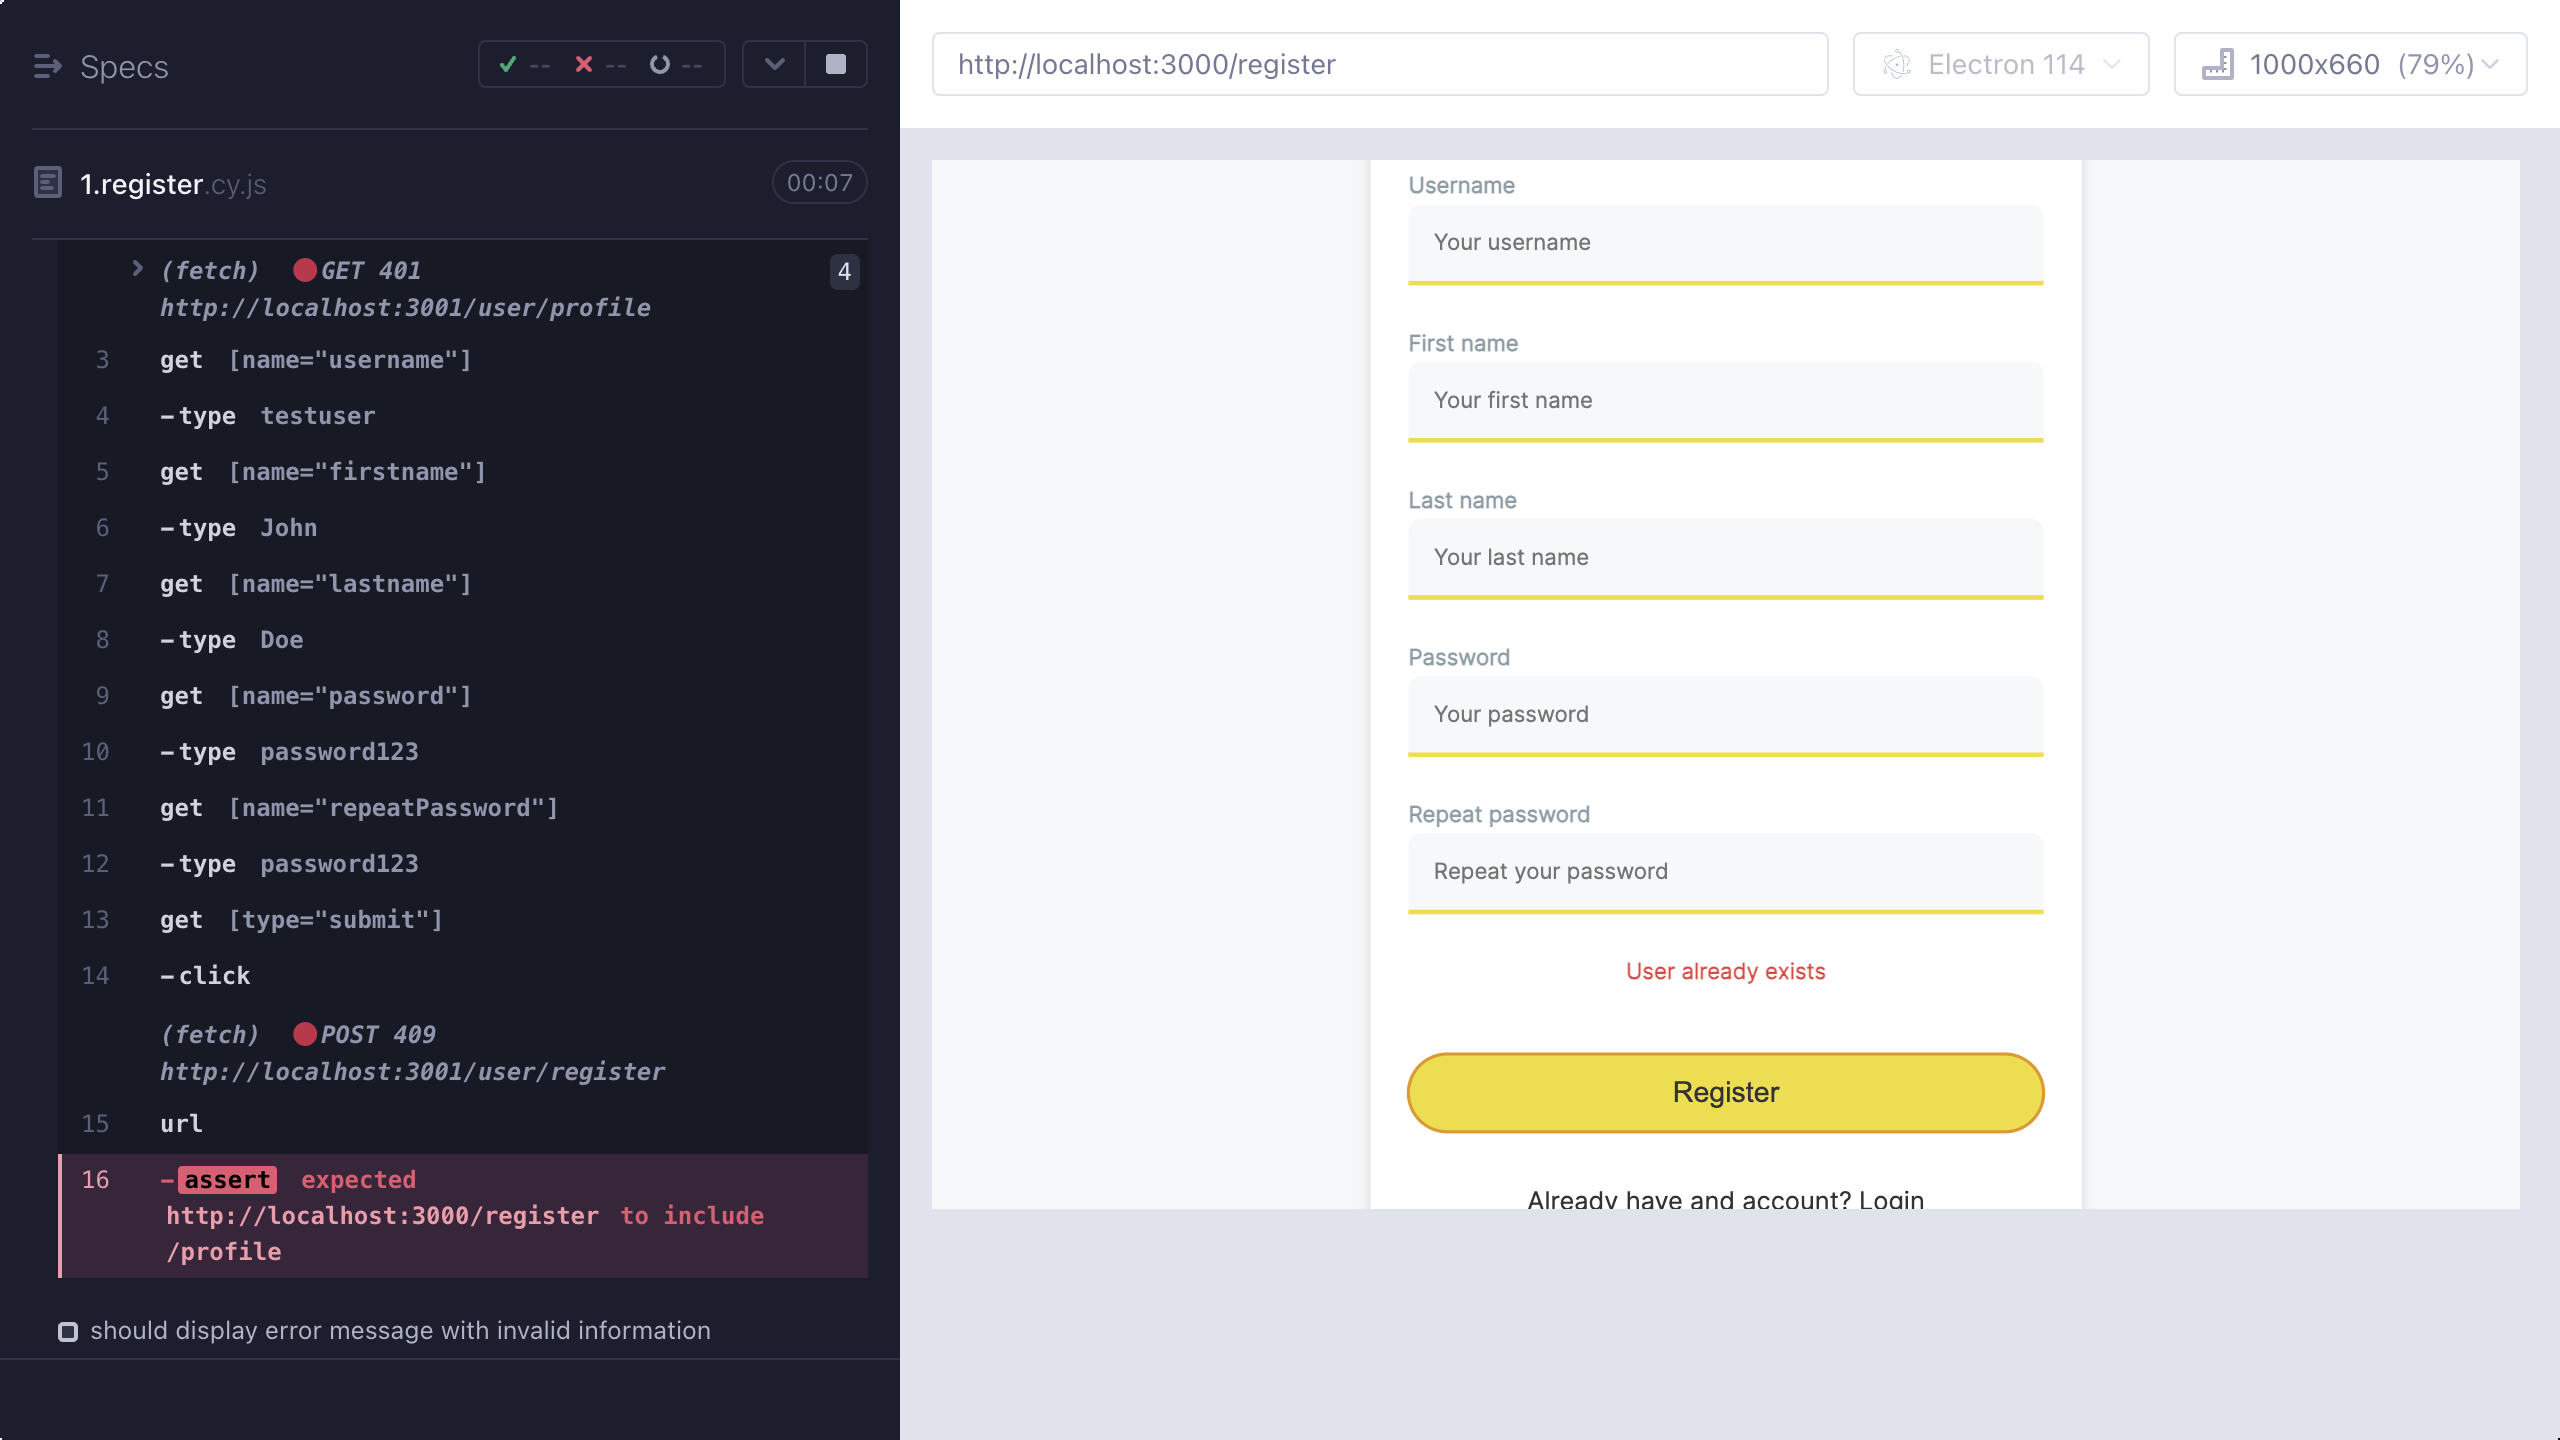 Specs
-- -- --
1.register.cy.js
00:07
(fetch) GET 401
4
http://localhost:3001/user/profile
3 get [name="username"]
4 -type testuser
5 get [name="firstname"]
6 -type John
7 get [name="lastname"]
8 -type Doe
9 get [name="password"]
10 -type password123
11 get [name="repeatPassword"]
12 -type password123
13 get [type="submit"]
14 -click
(fetch) POST 409
http://localhost:3001/user/register
15 url
16 -assert expected
http://localhost:3000/register to include
/profile
should display error message with invalid information
http://localhost:3000/register
Electron 114
1000x660 (79%)
Username
Your username
First name
Your first name
Last name
Your last name
Password
Your password
Repeat password
Repeat your password
User already exists
Register
Already have and account? Login